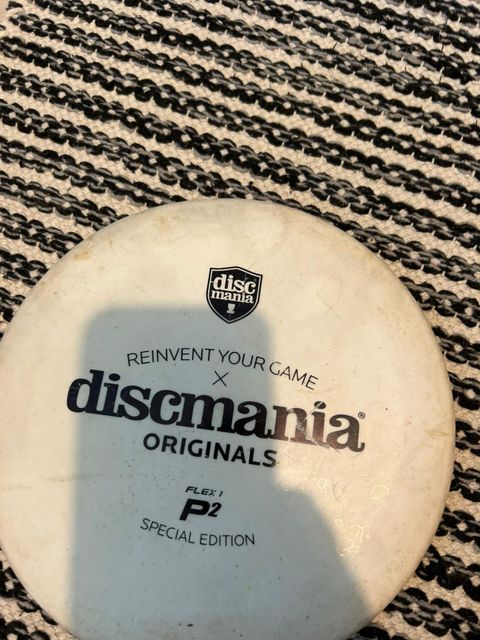 disc
mania
REINVENT YOUR GAME
X
discmania®
ORIGINALS
FLEX 1
P2
SPECIAL EDITION